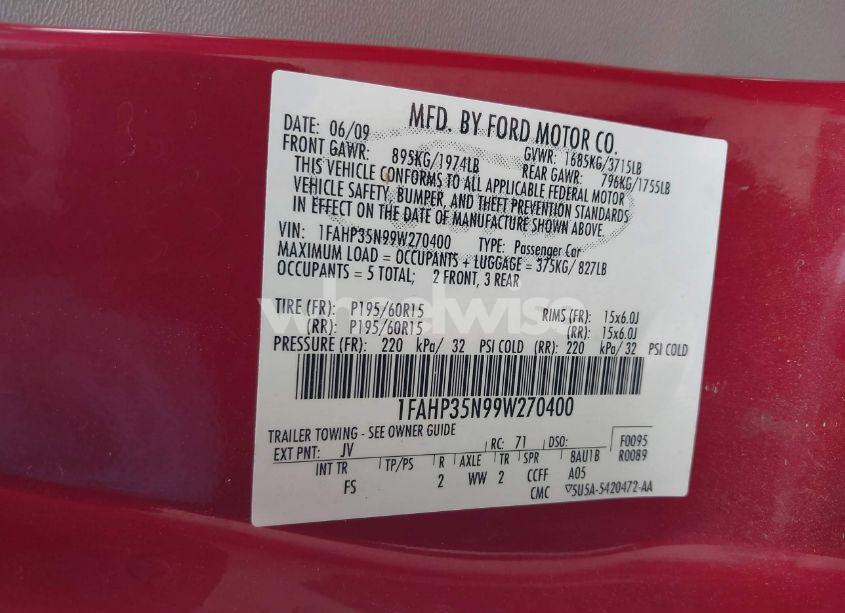 MFD. BY FORD MOTOR CO.
DATE: 06/09 GVWR: 1685KG/3715LB
FRONT GAWR: 895KG/1974LB REAR GAWR: 796KG/1755LB
THIS VEHICLE CONFORMS TO ALL APPLICABLE FEDERAL MOTOR
VEHICLE SAFETY, BUMPER, AND THEFT PREVENTION STANDARDS
IN EFFECT ON THE DATE OF MANUFACTURE SHOWN ABOVE.
VIN: 1FAHP35N99W270400 TYPE: Passenger Car
MAXIMUM LOAD = OCCUPANTS + LUGGAGE = 375KG/ 827LB
OCCUPANTS = 5 TOTAL; 2 FRONT, 3 REAR
wheelwise
TIRE (FR): P195/60R15 RIMS (FR): 15x6.0J
(RR): P195/60R15 (RR): 15x6.0J
PRESSURE (FR): 220 kPa/ 32 PSI COLD (RR): 220 kPa/ 32 PSI COLD
1FAHP35N99W270400
TRAILER TOWING - SEE OWNER GUIDE
EXT PNT: JV RC: 71 DSO: F0095
INT TR TP/PS R AXLE TR SPR 8AU1B R0089
FS 2 WW 2 CCFF A05
CMC ▽5U5A-5420472-AA